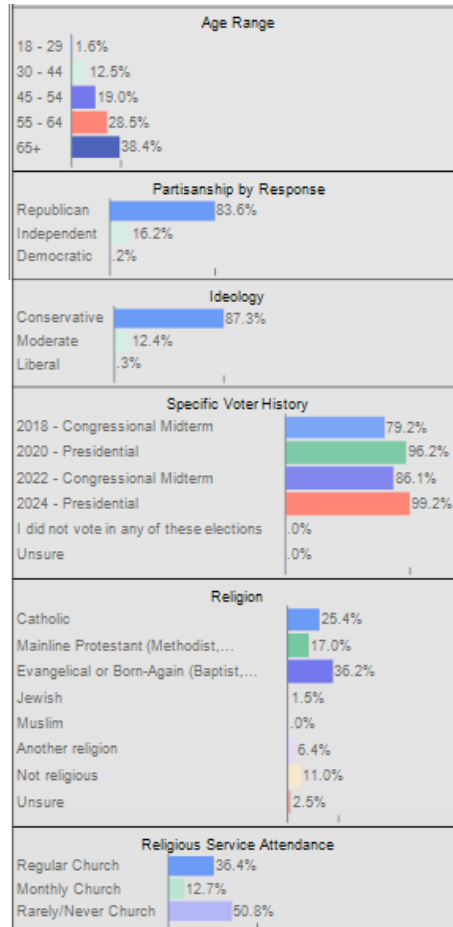 Age Range
18 - 29 1.6%
30 - 44 12.5%
45 - 54 19.0%
55 - 64 28.5%
65+ 38.4%
Partisanship by Response
Republican 83.6%
Independent 16.2%
Democratic .2%
Ideology
Conservative 87.3%
Moderate 12.4%
Liberal .3%
Specific Voter History
2018 - Congressional Midterm 79.2%
2020 - Presidential 96.2%
2022 - Congressional Midterm 86.1%
2024 - Presidential 99.2%
I did not vote in any of these elections .0%
Unsure .0%
Religion
Catholic 25.4%
Mainline Protestant (Methodist,... 17.0%
Evangelical or Born-Again (Baptist,... 36.2%
Jewish 1.5%
Muslim .0%
Another religion 6.4%
Not religious 11.0%
Unsure 2.5%
Religious Service Attendance
Regular Church 36.4%
Monthly Church 12.7%
Rarely/Never Church 50.8%